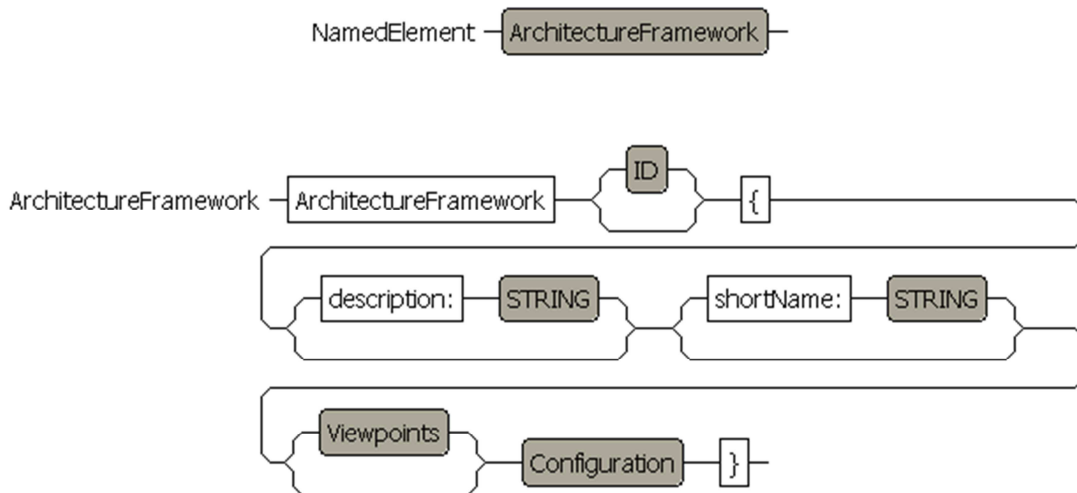 NamedElement ArchitectureFramework
ArchitectureFramework ArchitectureFramework ID {
description: STRING shortName: STRING
Viewpoints Configuration }